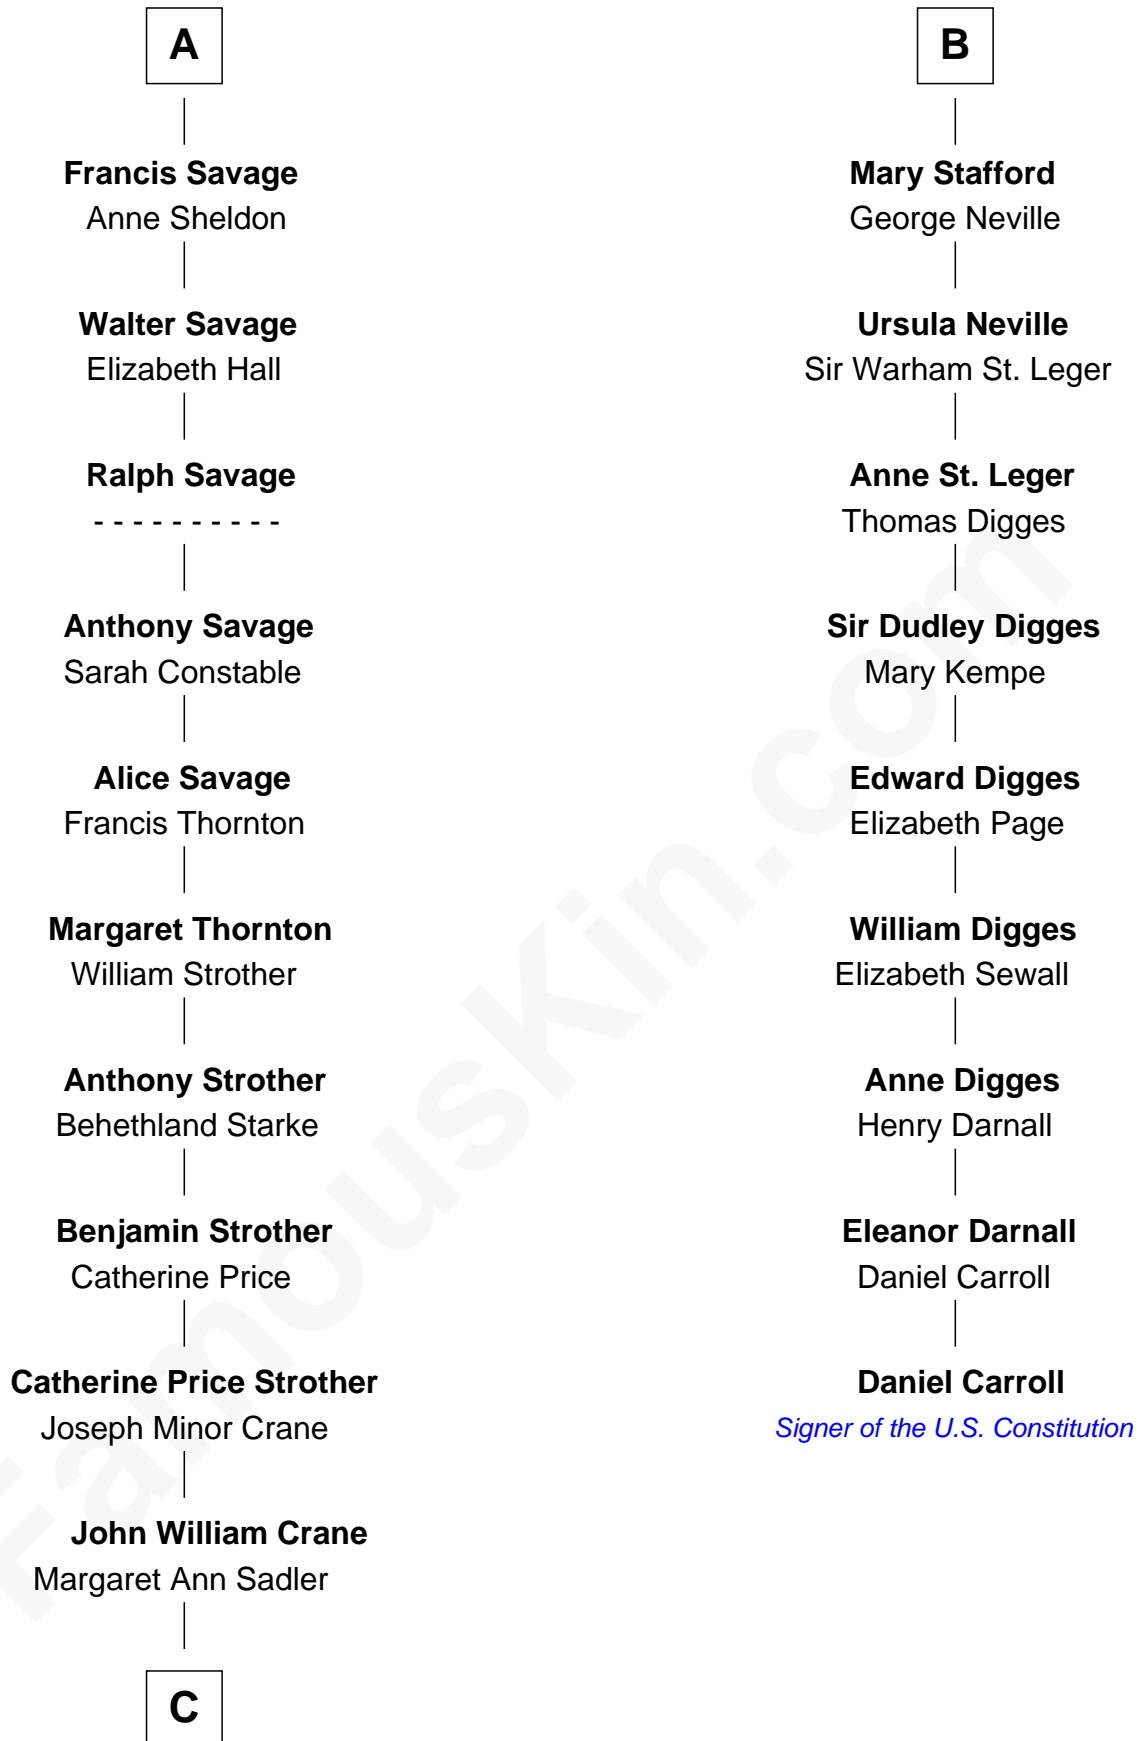 A
Francis Savage
Anne Sheldon
Walter Savage
Elizabeth Hall
Ralph Savage
- - - - - - - - - -
Anthony Savage
Sarah Constable
Alice Savage
Francis Thornton
Margaret Thornton
William Strother
Anthony Strother
Behethland Starke
Benjamin Strother
Catherine Price
Catherine Price Strother
Joseph Minor Crane
John William Crane
Margaret Ann Sadler
C
B
Mary Stafford
George Neville
Ursula Neville
Sir Warham St. Leger
Anne St. Leger
Thomas Digges
Sir Dudley Digges
Mary Kempe
Edward Digges
Elizabeth Page
William Digges
Elizabeth Sewall
Anne Digges
Henry Darnall
Eleanor Darnall
Daniel Carroll
Daniel Carroll
Signer of the U.S. Constitution
FamousKin.com